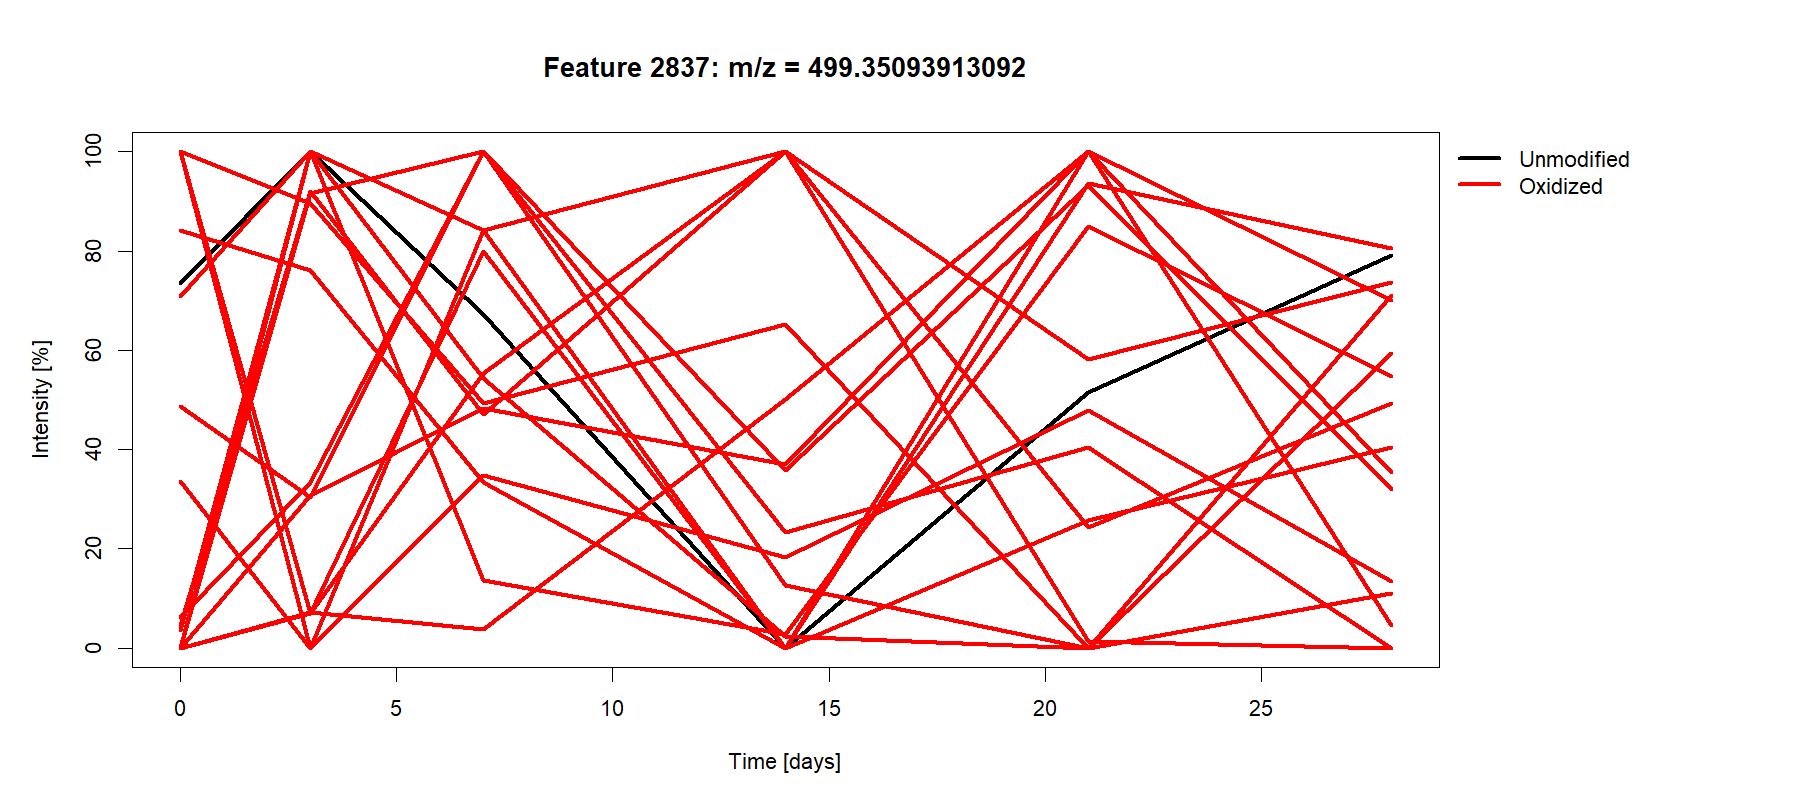 Feature 2837: m/z = 499.35093913092
Unmodified
Oxidized
Intensity [%]
100
80
60
40
20
0
0 5 10 15 20 25
Time [days]